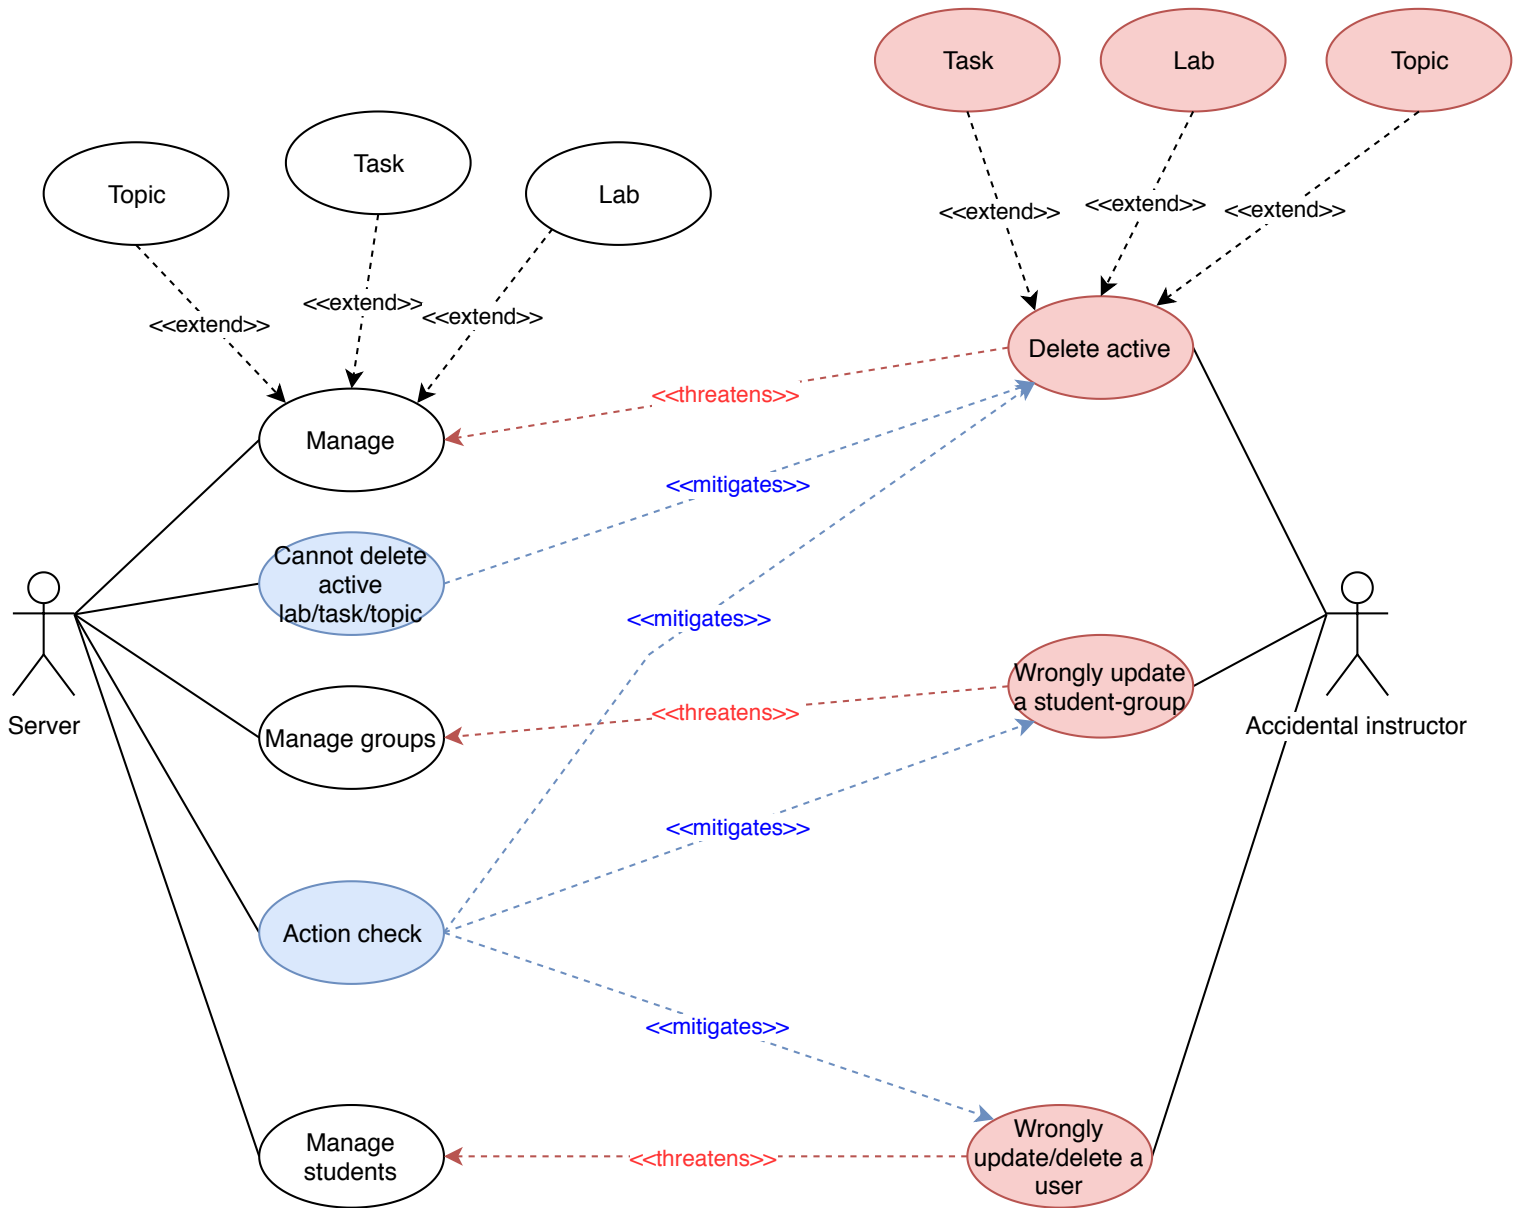 Task
Lab
Topic
Topic
Task
Lab
<<extend>>
<<extend>>
<<extend>>
<<extend>>
<<extend>>
<<extend>>
Delete active
<<threatens>>
Manage
<<mitigates>>
Cannot delete
active
lab/task/topic
<<mitigates>>
Server
Wrongly update
a student-group
Accidental instructor
<<threatens>>
Manage groups
<<mitigates>>
Action check
<<mitigates>>
Manage
students
<<threatens>>
Wrongly
update/delete a
user